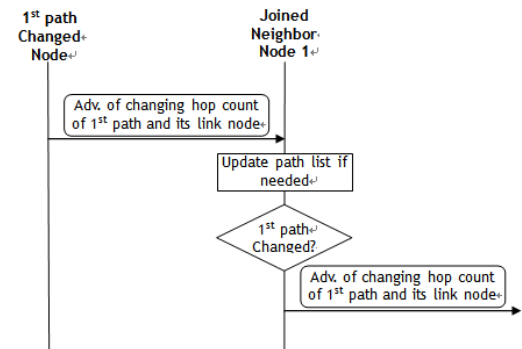 1st path
Changed
Node
Joined
Neighbor
Node 1
Adv. of changing hop count
of 1st path and its link node
Update path list if
needed
1st path
Changed?
Adv. of changing hop count
of 1st path and its link node